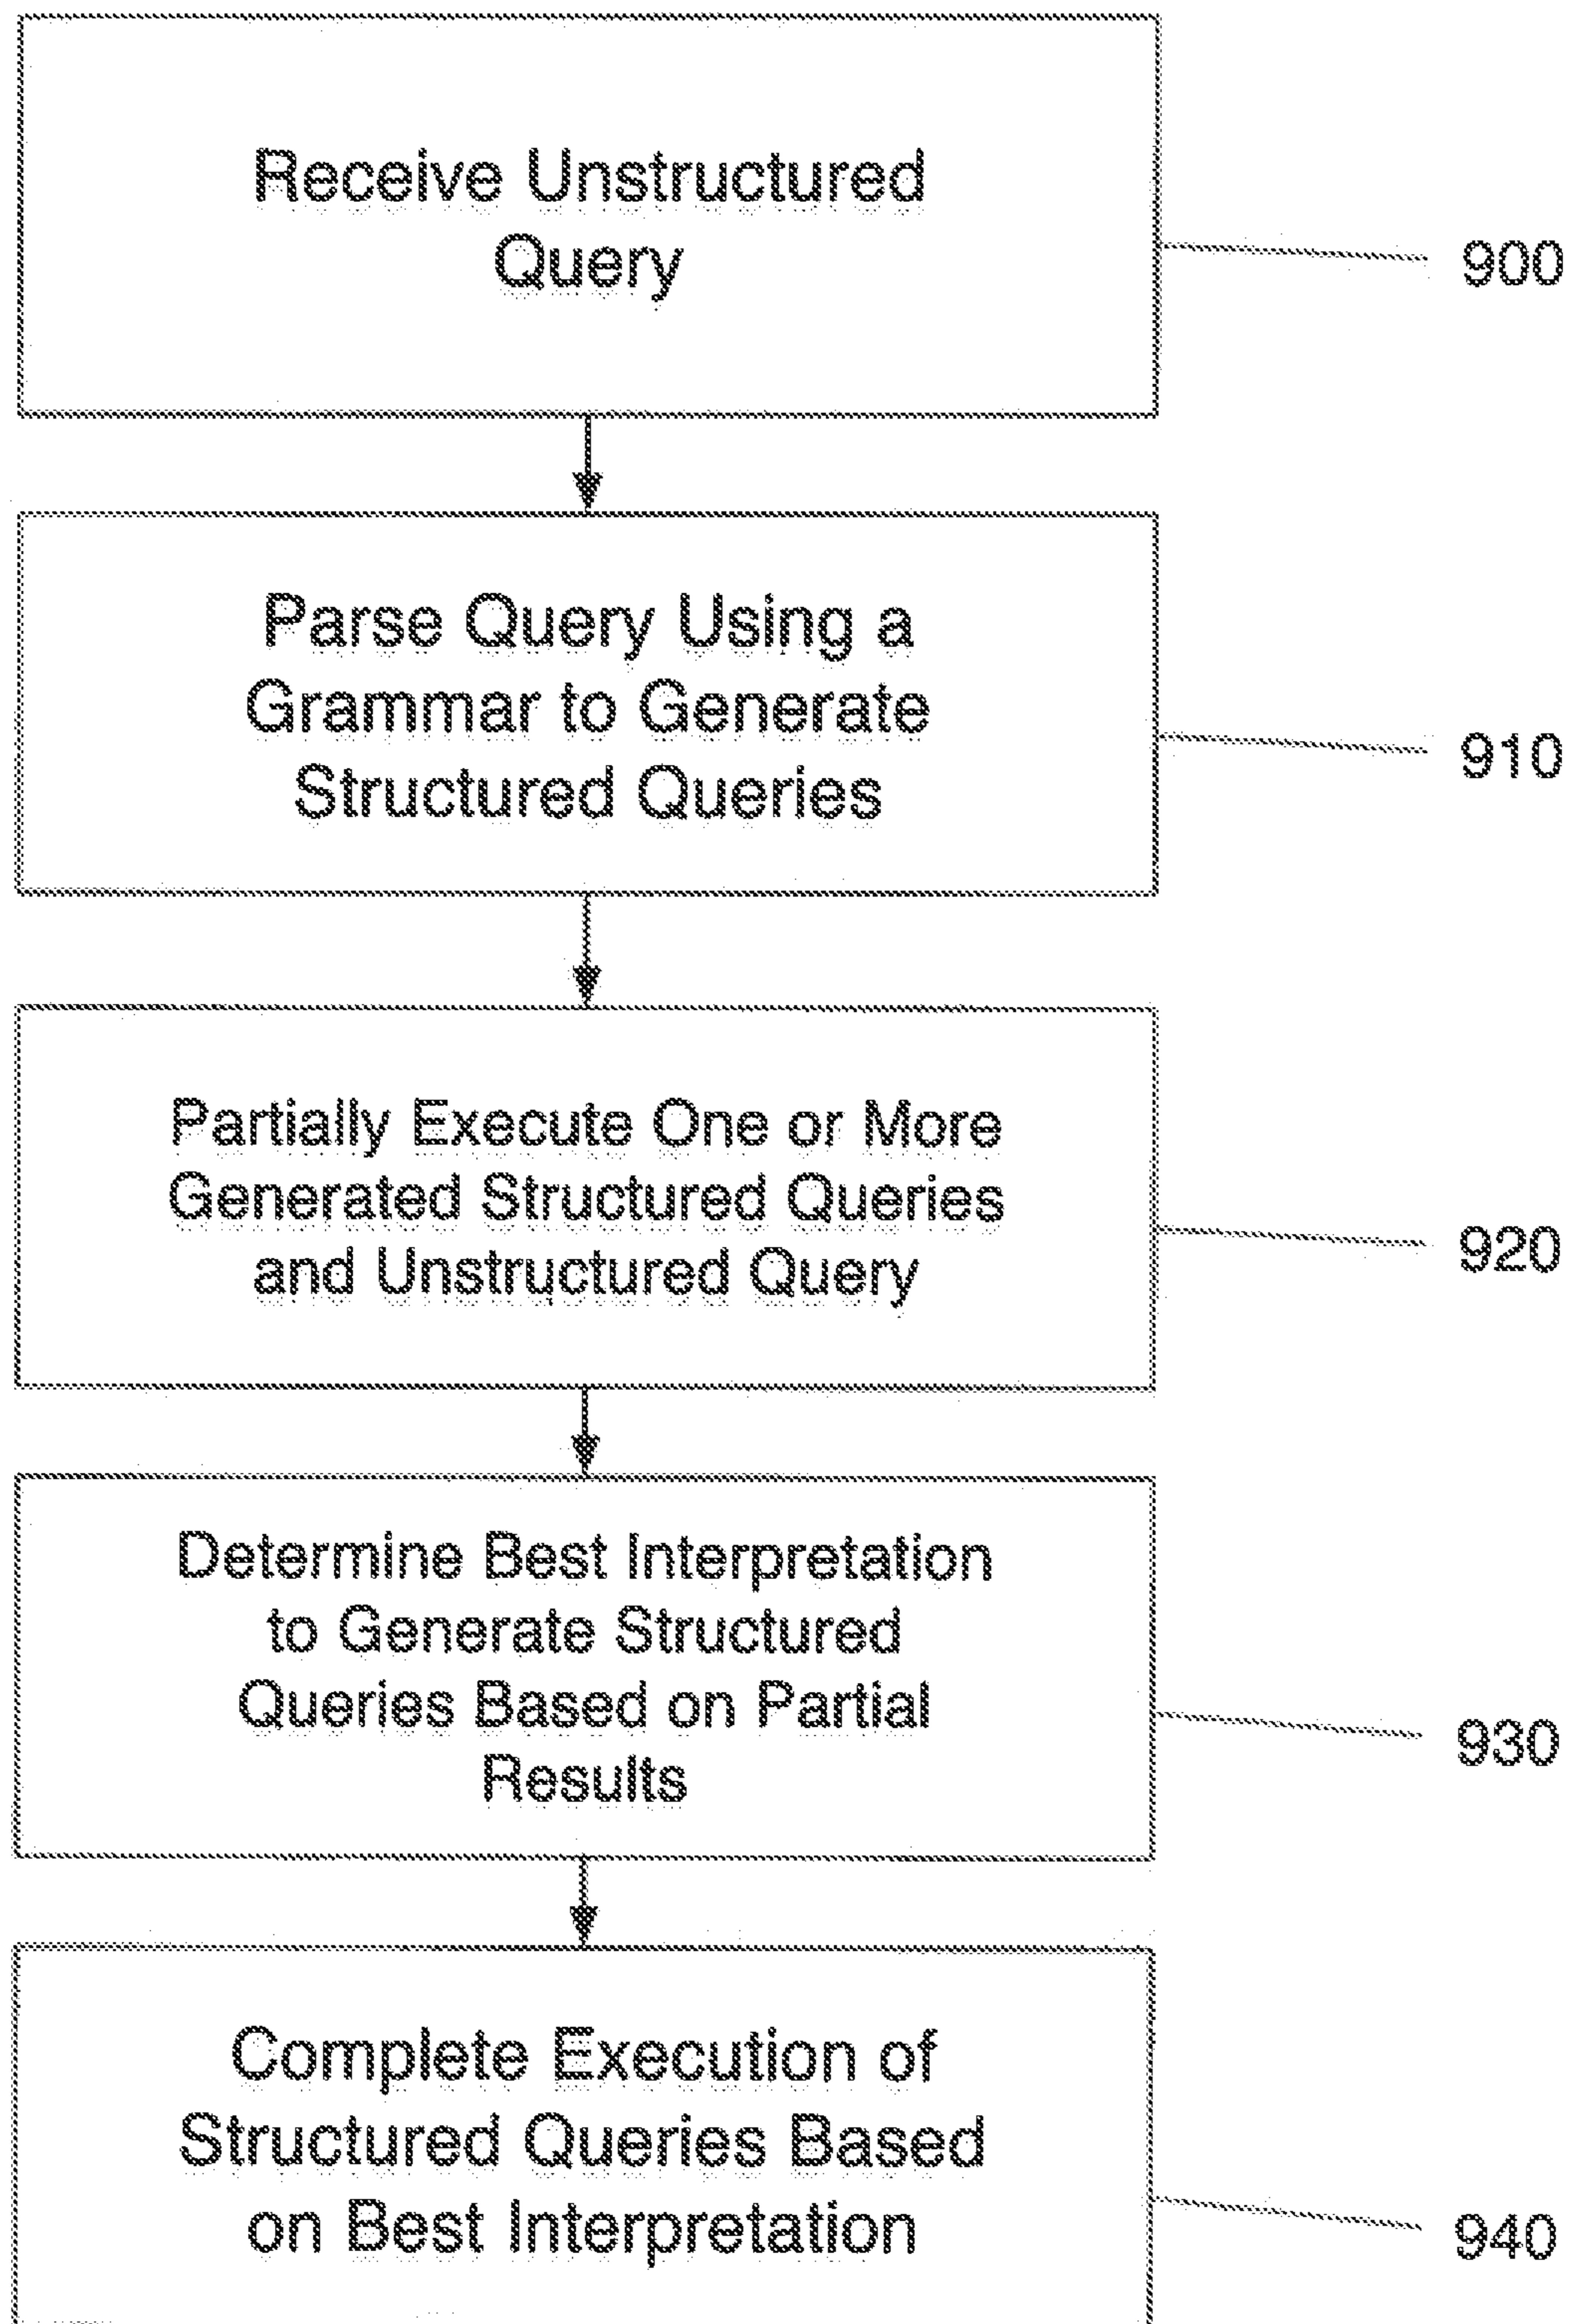 Receive Unstructured
Query
900
Parse Query Using a
Grammar to Generate
Structured Queries
910
Partially Execute One or More
Generated Structured Queries
and Unstructured Query
920
Determine Best Interpretation
to Generate Structured
Queries Based on Partial
Results
930
Complete Execution of
Structured Queries Based
on Best Interpretation
940